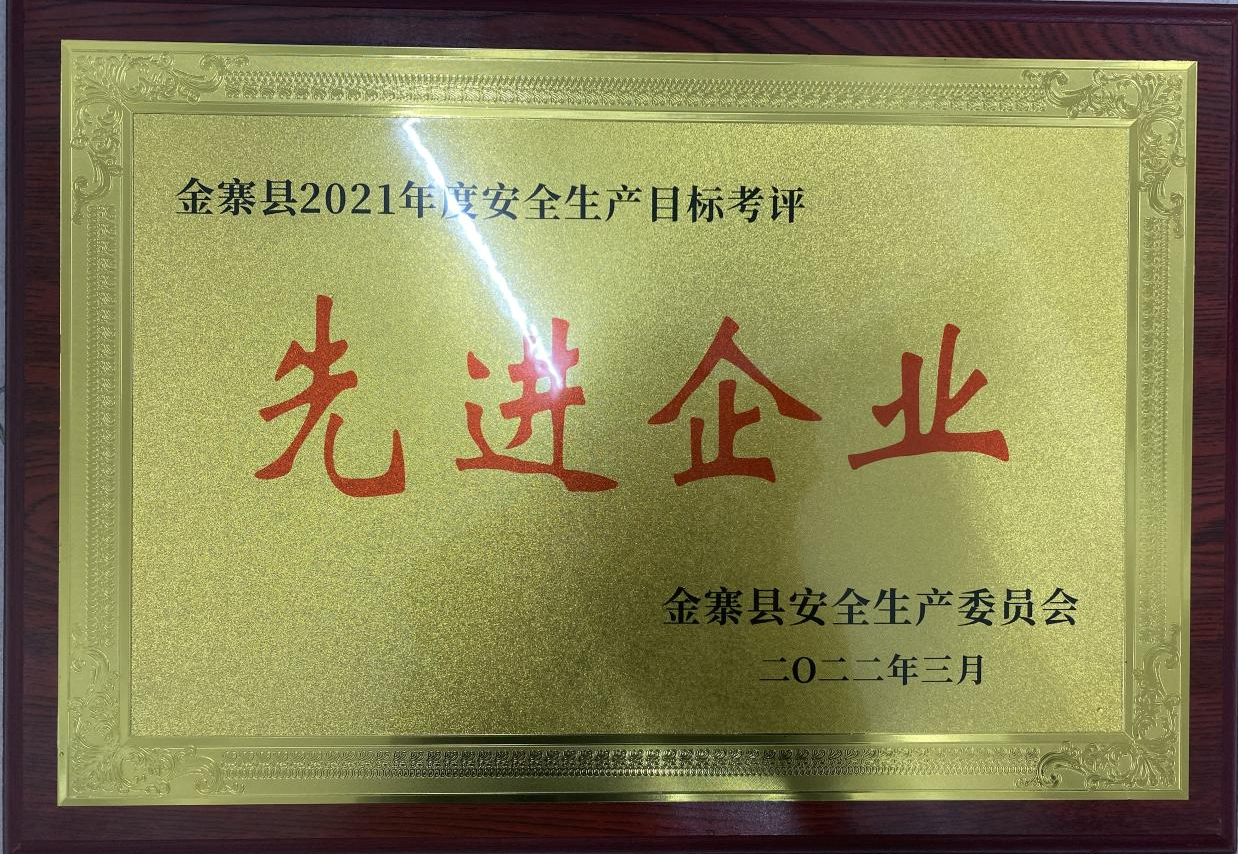 金寨县2021年度安全生产目标考评
先进企业
金寨县安全生产委员会
二〇二二年三月